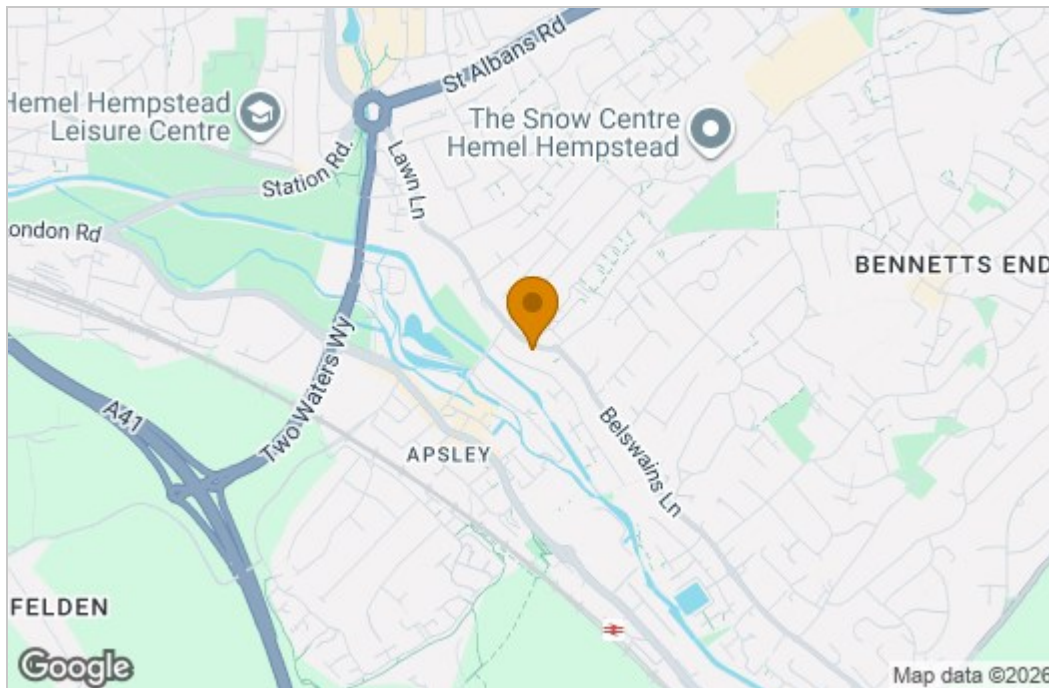 St Albans Rd
Hemel Hempstead
Leisure Centre
The Snow Centre
Hemel Hempstead
Station Rd.
Lawn Ln
London Rd
BENNETTS END
Two Waters Wy
A41
APSLEY
Belswains Ln
FELDEN
Google
Map data ©2026